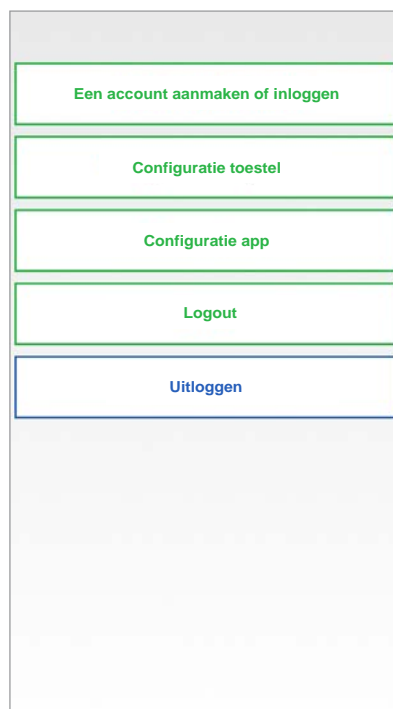 Een account aanmaken of inloggen
Configuratie toestel
Configuratie app
Logout
Uitloggen